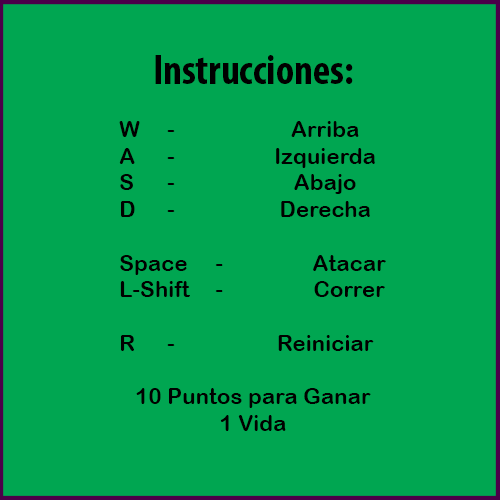 Instrucciones:
W - Arriba
A - Izquierda
S - Abajo
D - Derecha
Space - Atacar
L-Shift - Correr
R - Reiniciar
10 Puntos para Ganar
1 Vida